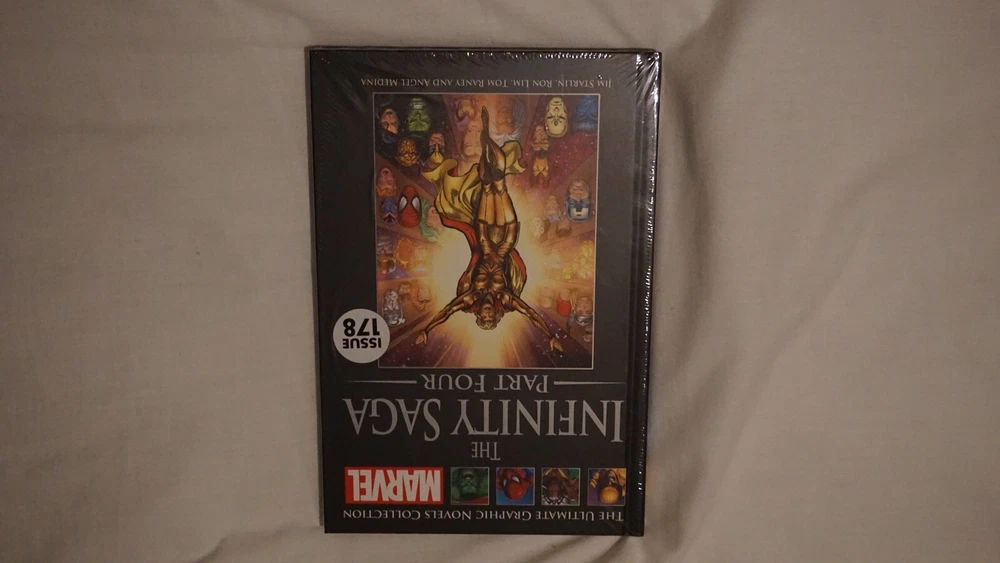 THE ULTIMATE GRAPHIC NOVELS COLLECTION
MARVEL
THE
INFINITY SAGA
PART FOUR
ISSUE
178
JIM STARLIN, RON LIM, TOM RANEY AND ANGEL MEDINA